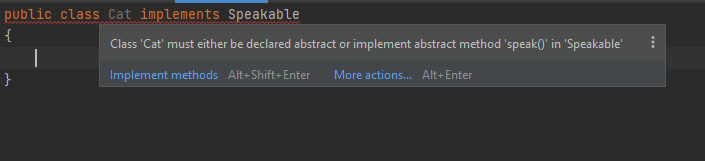 public class Cat implements Speakable
{
Class 'Cat' must either be declared abstract or implement abstract method 'speak()' in 'Speakable'
Implement methods Alt+Shift+Enter More actions... Alt+Enter
}